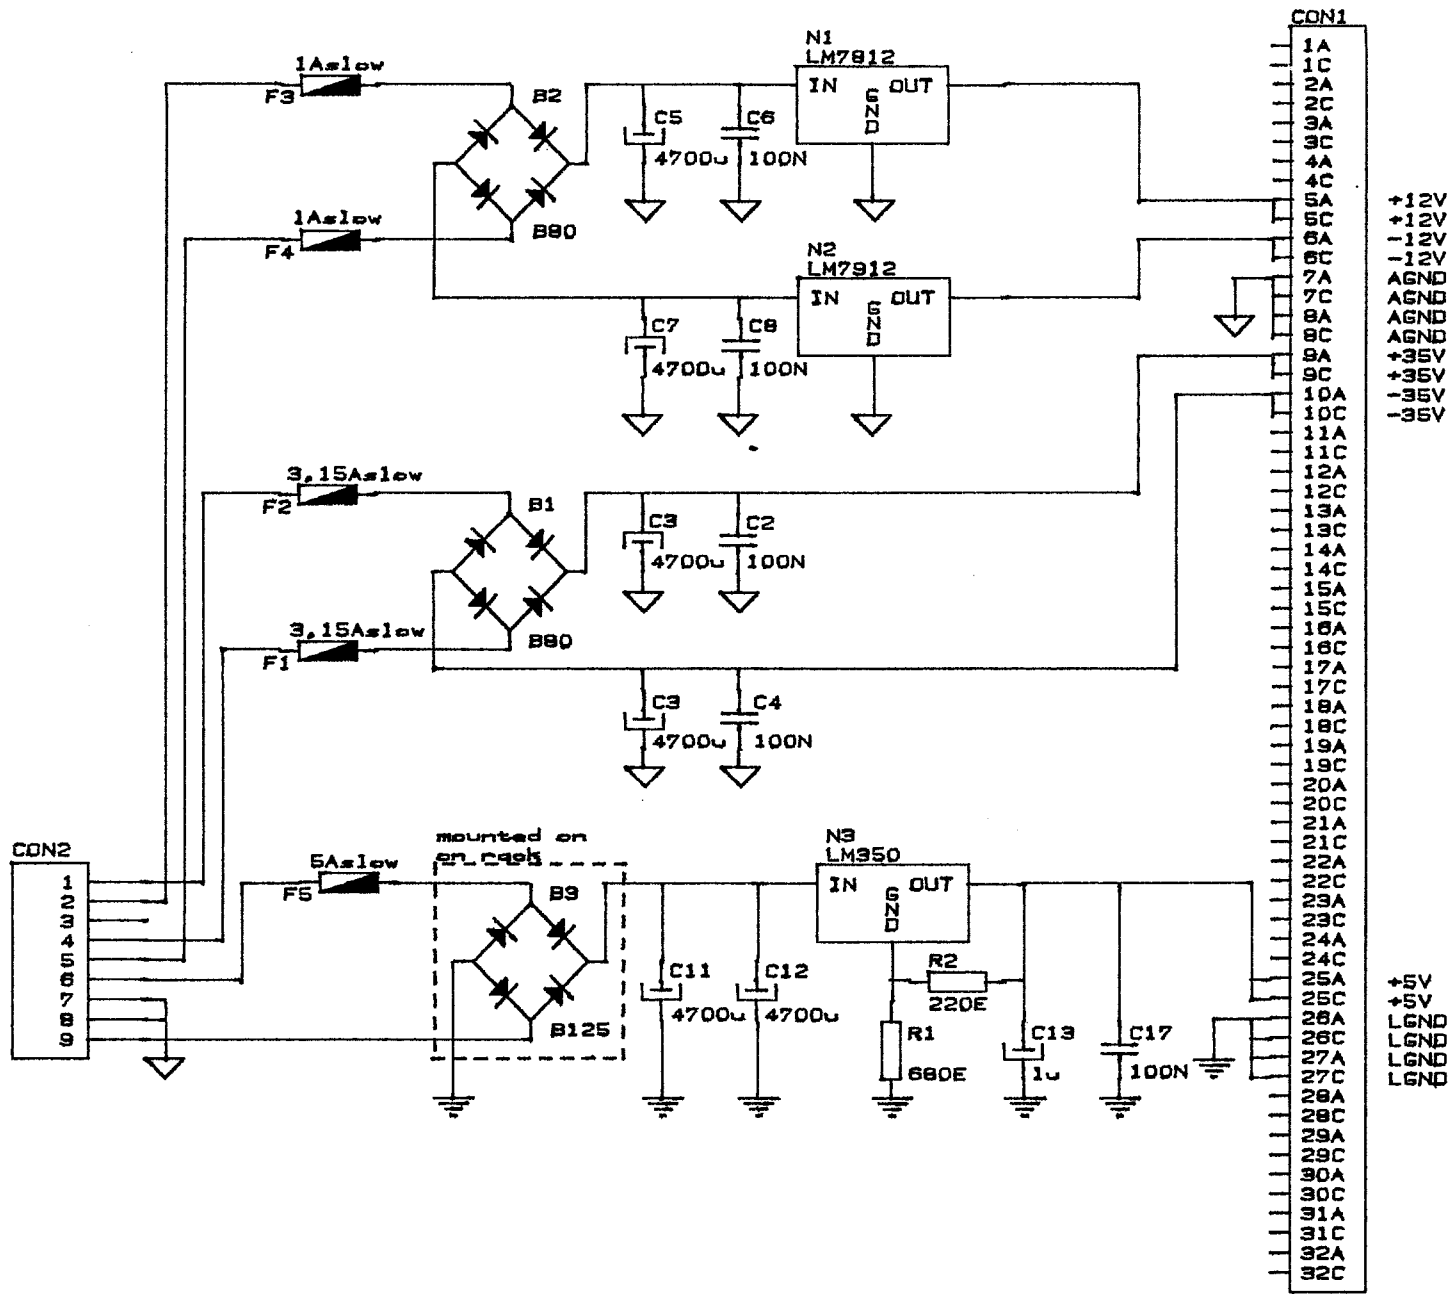 CON1
1A
1C
2A
2C
3A
3C
4A
4C
5A +12V
5C +12V
6A -12V
6C -12V
7A AGND
7C AGND
8A AGND
8C AGND
9A +35V
9C +35V
10A -35V
10C -35V
11A
11C
12A
12C
13A
13C
14A
14C
15A
15C
16A
16C
17A
17C
18A
18C
19A
19C
20A
20C
21A
21C
22A
22C
23A
23C
24A
24C
25A +5V
25C +5V
26A LGND
26C LGND
27A LGND
27C LGND
28A
28C
29A
29C
30A
30C
31A
31C
32A
32C
1Aslow
F3
B2
B80
C5
4700u
C6
100N
N1
LM7812
IN OUT
GND
1Aslow
F4
C7
4700u
C8
100N
N2
LM7912
IN OUT
GND
3,15Aslow
F2
B1
B80
C3
4700u
C2
100N
3,15Aslow
F1
C3
4700u
C4
100N
CON2
1
2
3
4
5
6
7
8
9
5Aslow
F5
mounted on
on rack
B3
B125
C11
4700u
C12
4700u
N3
LM350
IN OUT
GND
R2
220E
R1
680E
C13
1u
C17
100N